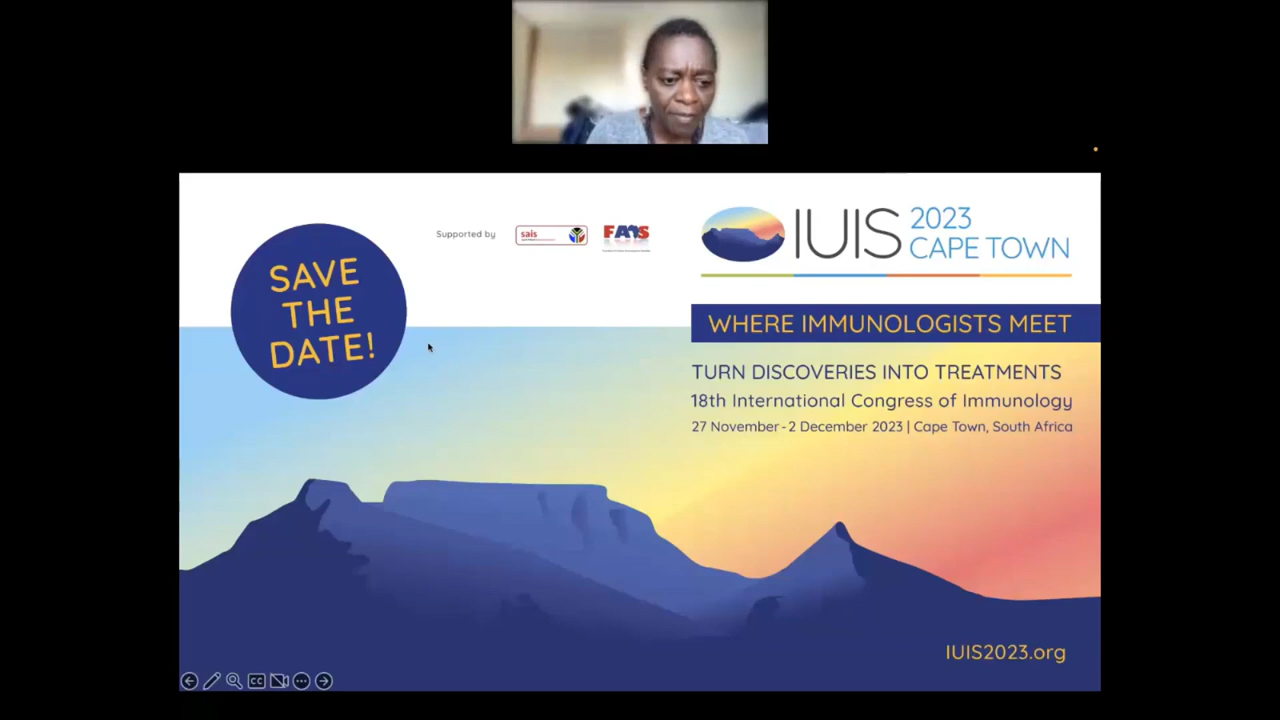 SAVE
THE
DATE!
Supported by
sais
FAIS
IUIS 2023
CAPE TOWN
WHERE IMMUNOLOGISTS MEET
TURN DISCOVERIES INTO TREATMENTS
18th International Congress of Immunology
27 November - 2 December 2023 | Cape Town, South Africa
IUIS2023.org
CC